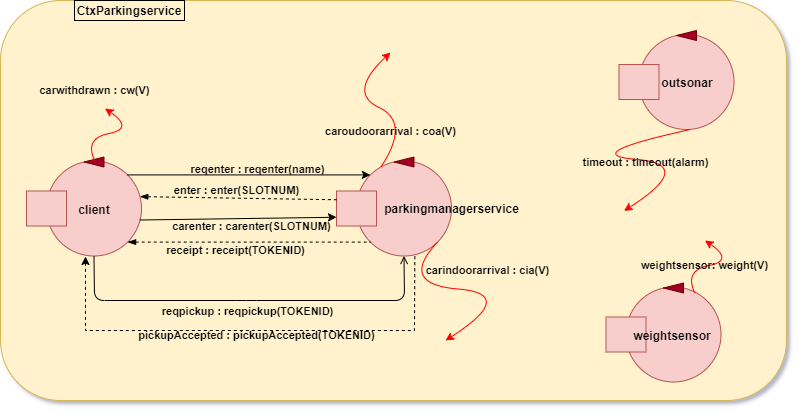 CtxParkingservice
carwithdrawn : cw(V)
caroudoorarrival : coa(V)
outsonar
timeout : timeout(alarm)
reqenter : reqenter(name)
enter : enter(SLOTNUM)
client
parkingmanagerservice
carenter : carenter(SLOTNUM)
receipt : receipt(TOKENID)
carindoorarrival : cia(V)
weightsensor: weight(V)
reqpickup : reqpickup(TOKENID)
pickupAccepted : pickupAccepted(TOKENID)
weightsensor